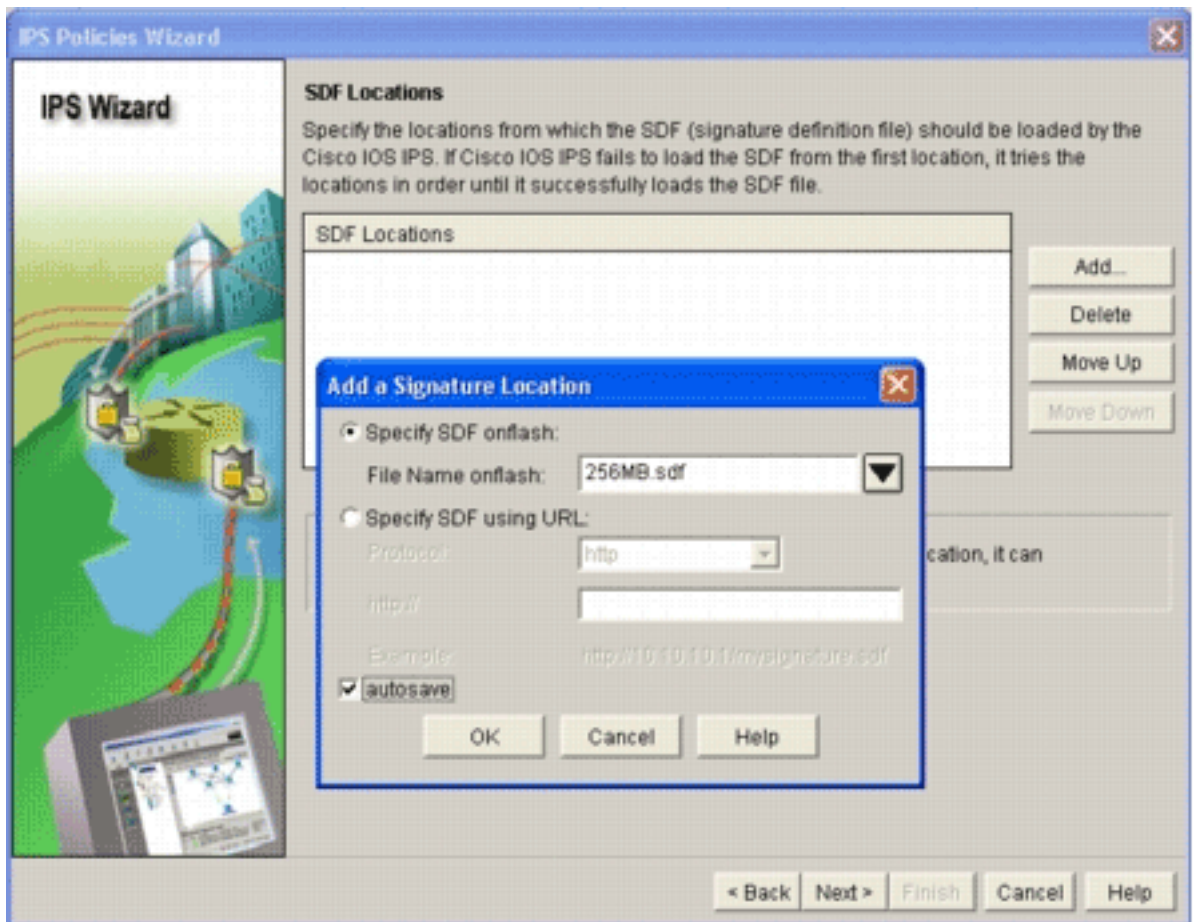 IPS Policies Wizard
IPS Wizard
SDF Locations
Specify the locations from which the SDF (signature definition file) should be loaded by the
Cisco IOS IPS. If Cisco IOS IPS fails to load the SDF from the first location, it tries the
locations in order until it successfully loads the SDF file.
SDF Locations
Add...
Delete
Move Up
Move Down
Add a Signature Location
Specify SDF onflash:
File Name onflash:
256MB.sdf
Specify SDF using URL:
Protocol:
http
cation, it can
http://
Example:
http://10.10.10.1/mysignature.sdf
autosave
OK
Cancel
Help
< Back
Next >
Finish
Cancel
Help